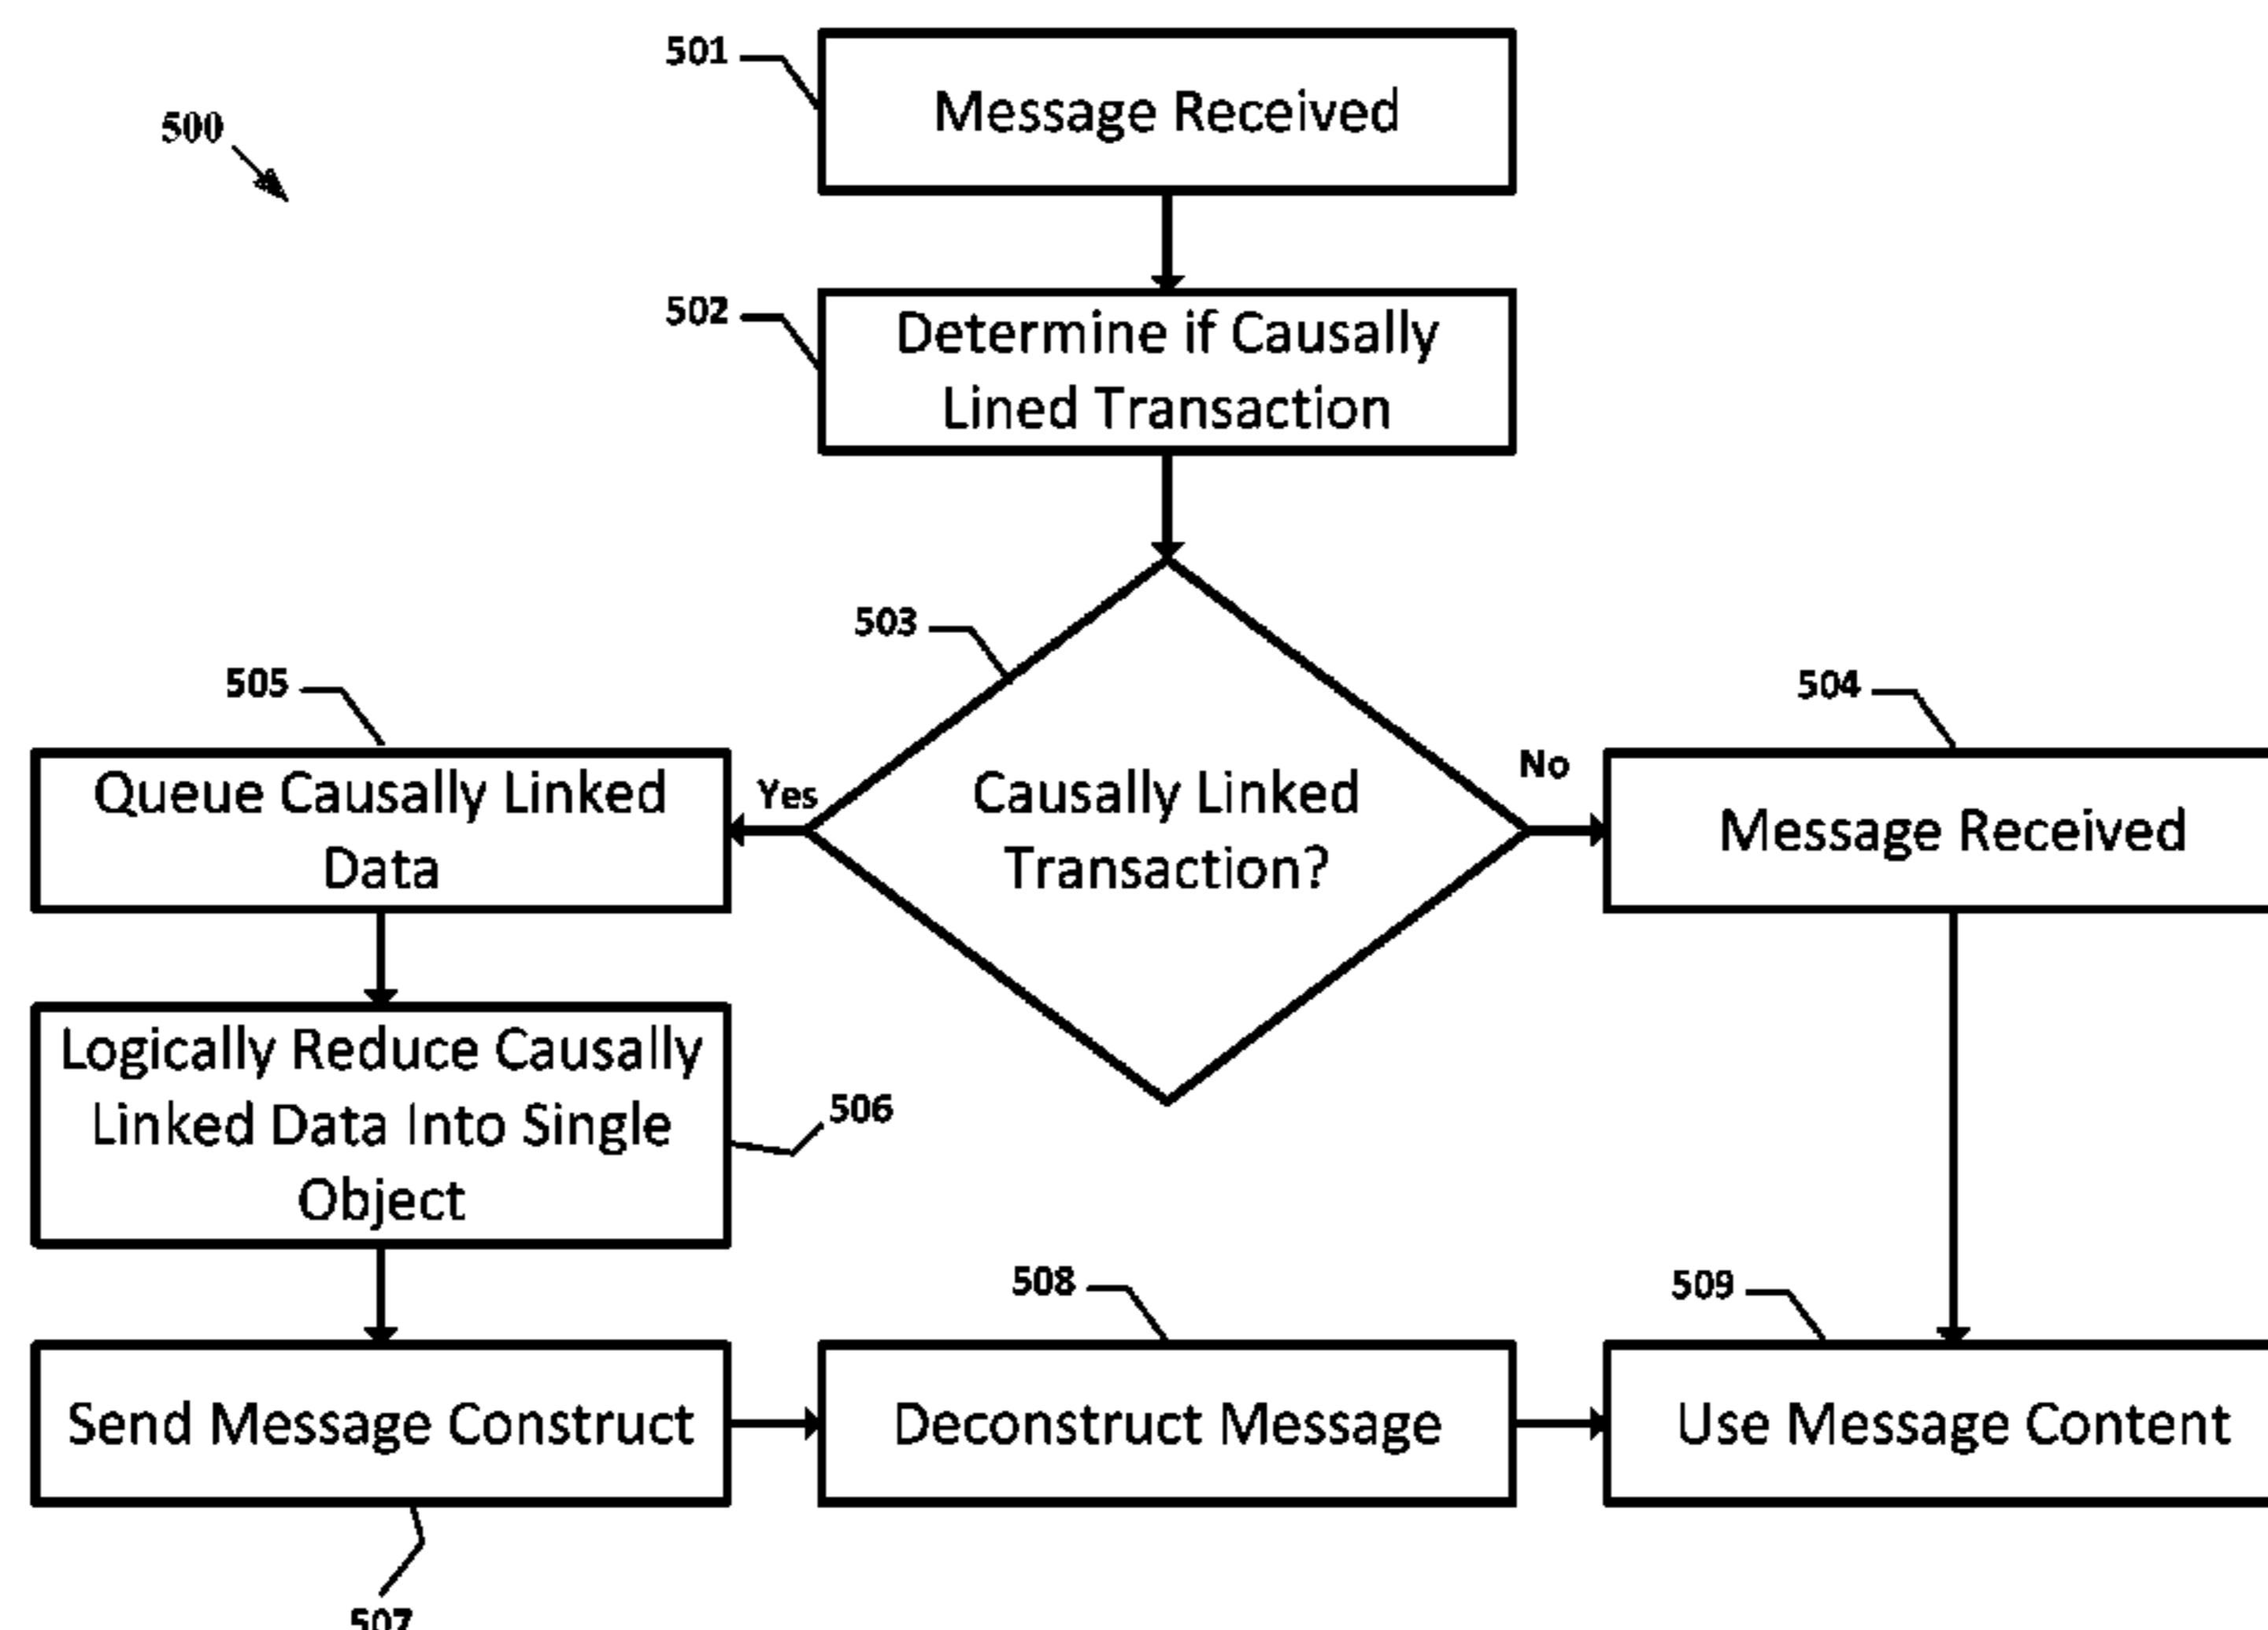 501
Message Received
500
502
Determine if Causally
Lined Transaction
503
505
504
Queue Causally Linked
Data
Yes
Causally Linked
Transaction?
No
Message Received
Logically Reduce Causally
Linked Data Into Single
Object
506
508
509
Send Message Construct
Deconstruct Message
Use Message Content
507